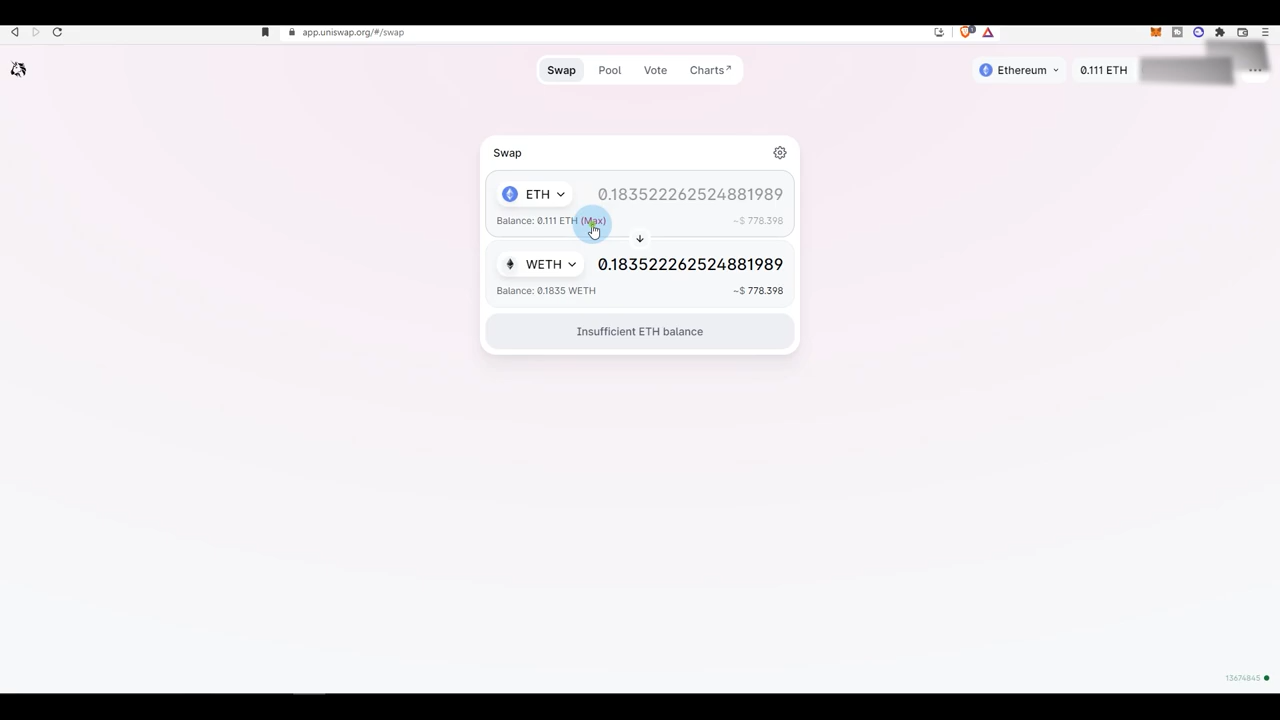 app.uniswap.org/#/swap
Swap Pool Vote Charts↗ Ethereum 0.111 ETH
Swap
ETH 0.183522262524881989
Balance: 0.111 ETH (Max) ~$ 778.398
WETH 0.183522262524881989
Balance: 0.1835 WETH ~$ 778.398
Insufficient ETH balance
13674845